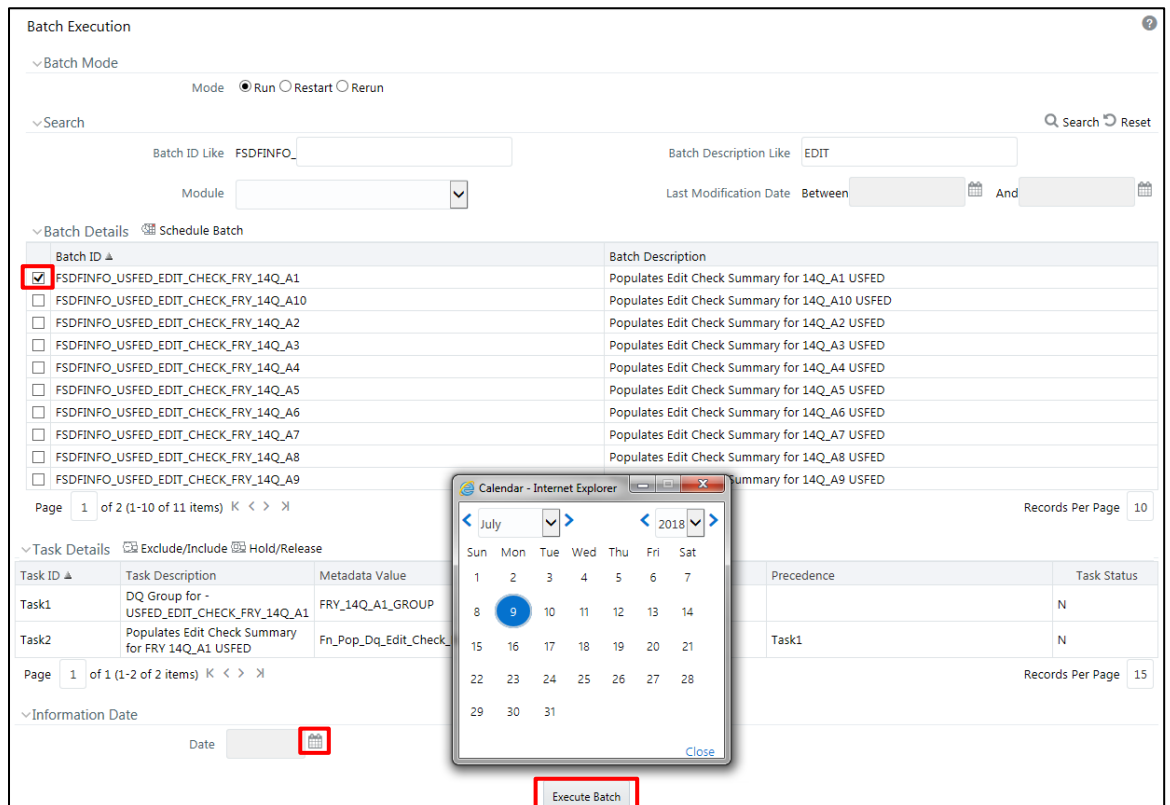 Batch Execution
Batch Mode
Mode Run Restart Rerun
Search Search Reset
Batch ID Like FSDFINFO_ Batch Description Like EDIT
Module Last Modification Date Between And
Batch Details Schedule Batch
Batch ID Batch Description
FSDFINFO_USFED_EDIT_CHECK_FRY_14Q_A1 Populates Edit Check Summary for 14Q_A1 USFED
FSDFINFO_USFED_EDIT_CHECK_FRY_14Q_A10 Populates Edit Check Summary for 14Q_A10 USFED
FSDFINFO_USFED_EDIT_CHECK_FRY_14Q_A2 Populates Edit Check Summary for 14Q_A2 USFED
FSDFINFO_USFED_EDIT_CHECK_FRY_14Q_A3 Populates Edit Check Summary for 14Q_A3 USFED
FSDFINFO_USFED_EDIT_CHECK_FRY_14Q_A4 Populates Edit Check Summary for 14Q_A4 USFED
FSDFINFO_USFED_EDIT_CHECK_FRY_14Q_A5 Populates Edit Check Summary for 14Q_A5 USFED
FSDFINFO_USFED_EDIT_CHECK_FRY_14Q_A6 Populates Edit Check Summary for 14Q_A6 USFED
FSDFINFO_USFED_EDIT_CHECK_FRY_14Q_A7 Populates Edit Check Summary for 14Q_A7 USFED
FSDFINFO_USFED_EDIT_CHECK_FRY_14Q_A8 Populates Edit Check Summary for 14Q_A8 USFED
FSDFINFO_USFED_EDIT_CHECK_FRY_14Q_A9 Check Summary for 14Q_A9 USFED
Page 1 of 2 (1-10 of 11 items) Records Per Page 10
Task Details Exclude/Include Hold/Release
Task ID Task Description Metadata Value Precedence Task Status
Task1 DQ Group for -
USFED_EDIT_CHECK_FRY_14Q_A1 FRY_14Q_A1_GROUP N
Task2 Populates Edit Check Summary
for FRY 14Q_A1 USFED Fn_Pop_Dq_Edit_Check_ Task1 N
Page 1 of 1 (1-2 of 2 items) Records Per Page 15
Information Date
Date
Calendar - Internet Explorer
July 2018
Sun Mon Tue Wed Thu Fri Sat
1 2 3 4 5 6 7
8 9 10 11 12 13 14
15 16 17 18 19 20 21
22 23 24 25 26 27 28
29 30 31
Close
Execute Batch